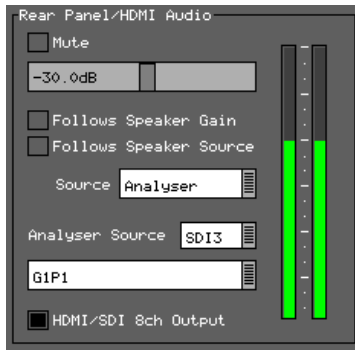 Rear Panel/HDMI Audio
Mute
-30.0dB
Follows Speaker Gain
Follows Speaker Source
Source Analyser
Analyser Source SDI3
G1P1
HDMI/SDI 8ch Output